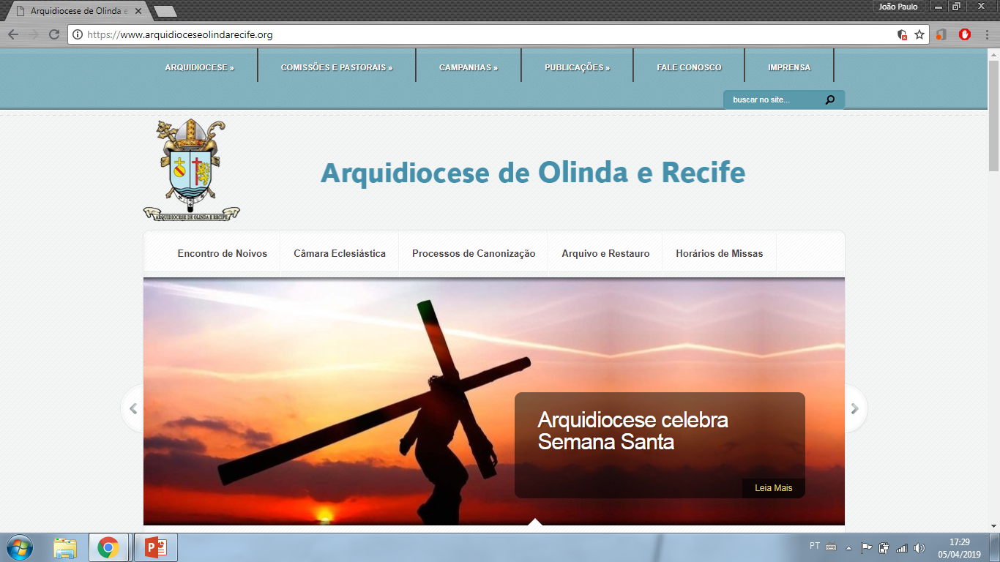 Arquidiocese de Olinda e
João Paulo
https://www.arquidioceseolindarecife.org
ARQUIDIOCESE »
COMISSÕES E PASTORAIS »
CAMPANHAS »
PUBLICAÇÕES »
FALE CONOSCO
IMPRENSA
buscar no site...
ARQUIDIOCESE DE OLINDA E RECIFE
Arquidiocese de Olinda e Recife
Encontro de Noivos
Câmara Eclesiástica
Processos de Canonização
Arquivo e Restauro
Horários de Missas
Arquidiocese celebra
Semana Santa
Leia Mais
PT
17:29
05/04/2019